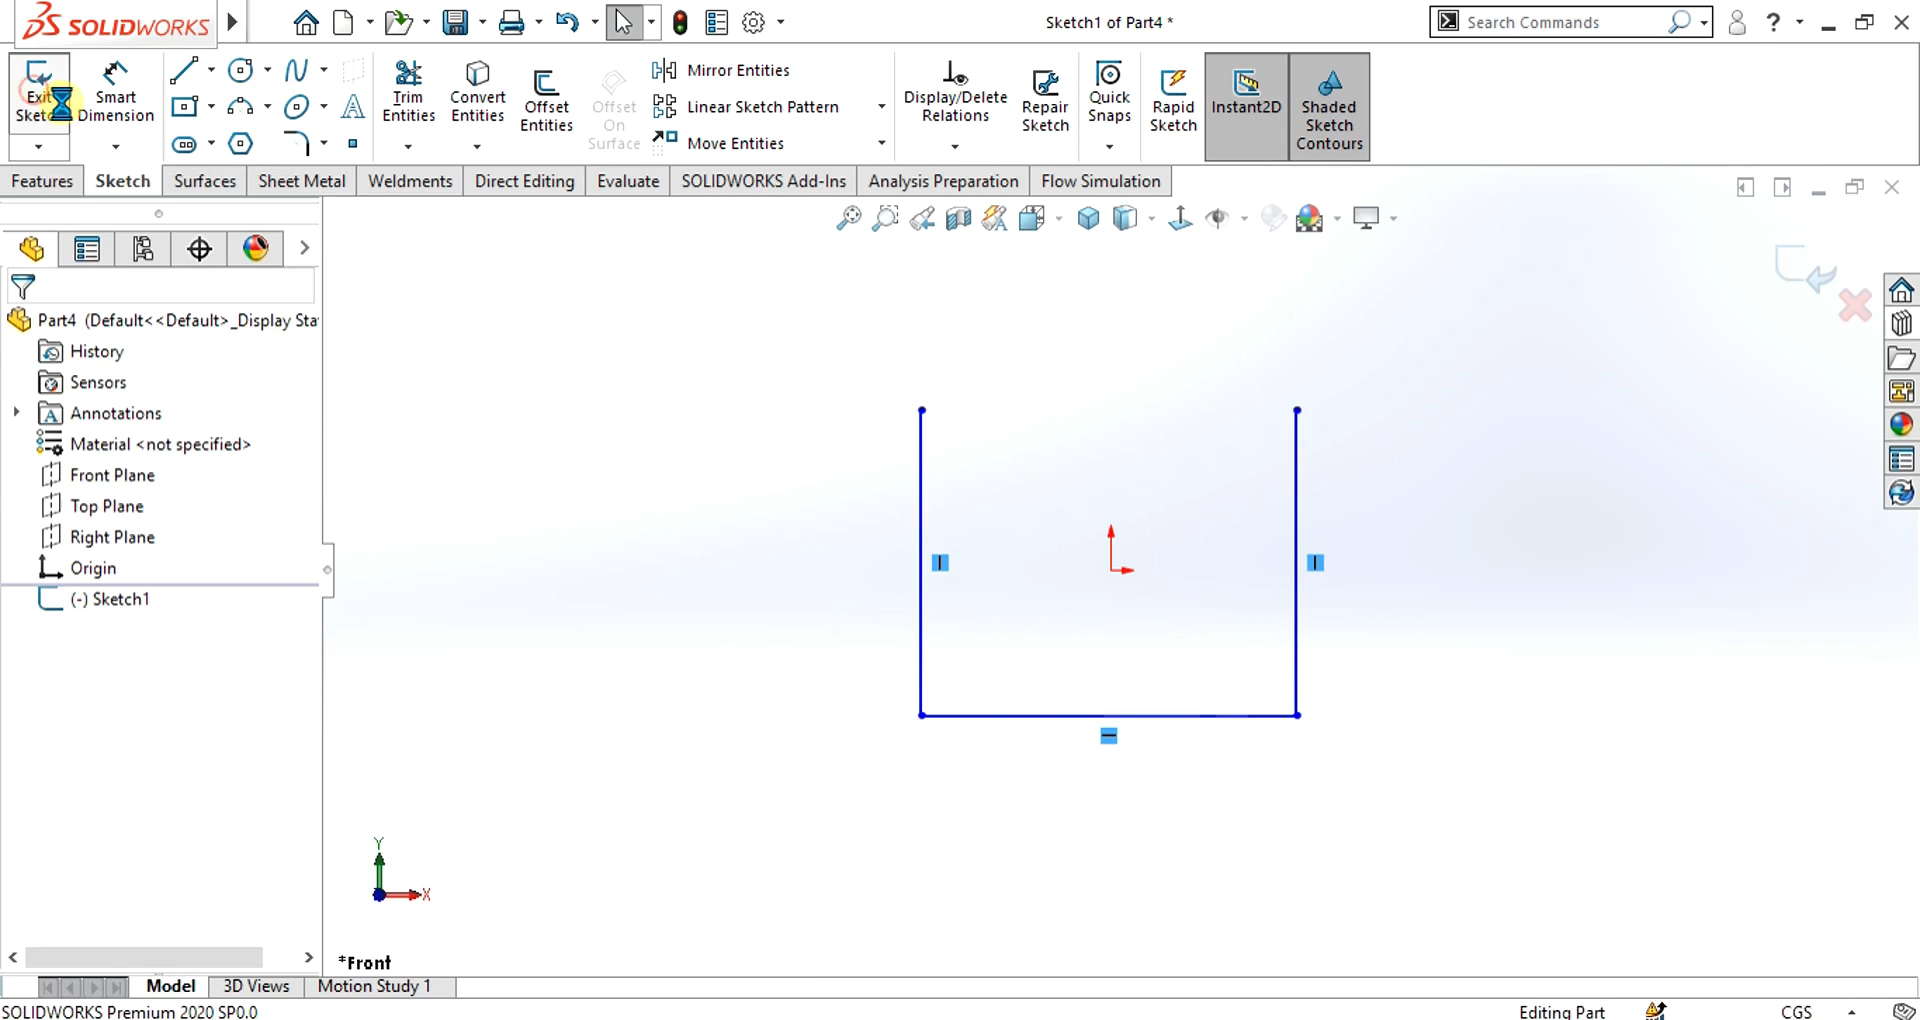 SOLIDWORKS
Sketch1 of Part4 *
Search Commands
?
Exit
Sketch
Smart
Dimension
A
Trim
Entities
Convert
Entities
Offset
Entities
Offset
On
Surface
Mirror Entities
Linear Sketch Pattern
Move Entities
Display/Delete
Relations
Repair
Sketch
Quick
Snaps
Rapid
Sketch
Instant2D
Shaded
Sketch
Contours
Features
Sketch
Surfaces
Sheet Metal
Weldments
Direct Editing
Evaluate
SOLIDWORKS Add-Ins
Analysis Preparation
Flow Simulation
Part4 (Default<<Default>_Display Sta
History
Sensors
A Annotations
Material <not specified>
Front Plane
Top Plane
Right Plane
Origin
(-) Sketch1
Y
X
*Front
Model
3D Views
Motion Study 1
SOLIDWORKS Premium 2020 SP0.0
Editing Part
CGS